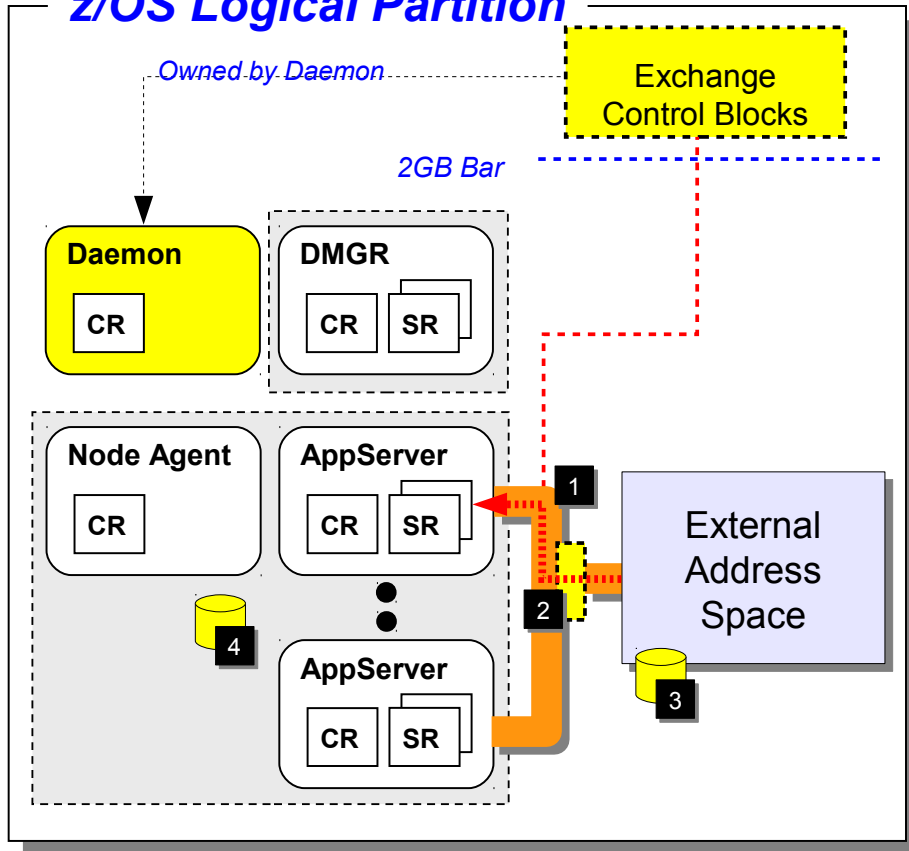 z/OS Logical Partition
Owned by Daemon
Exchange
Control Blocks
2GB Bar
Daemon
CR
DMGR
CR
SR
Node Agent
CR
AppServer
CR
SR
1
2
External
Address
Space
3
4
AppServer
CR
SR